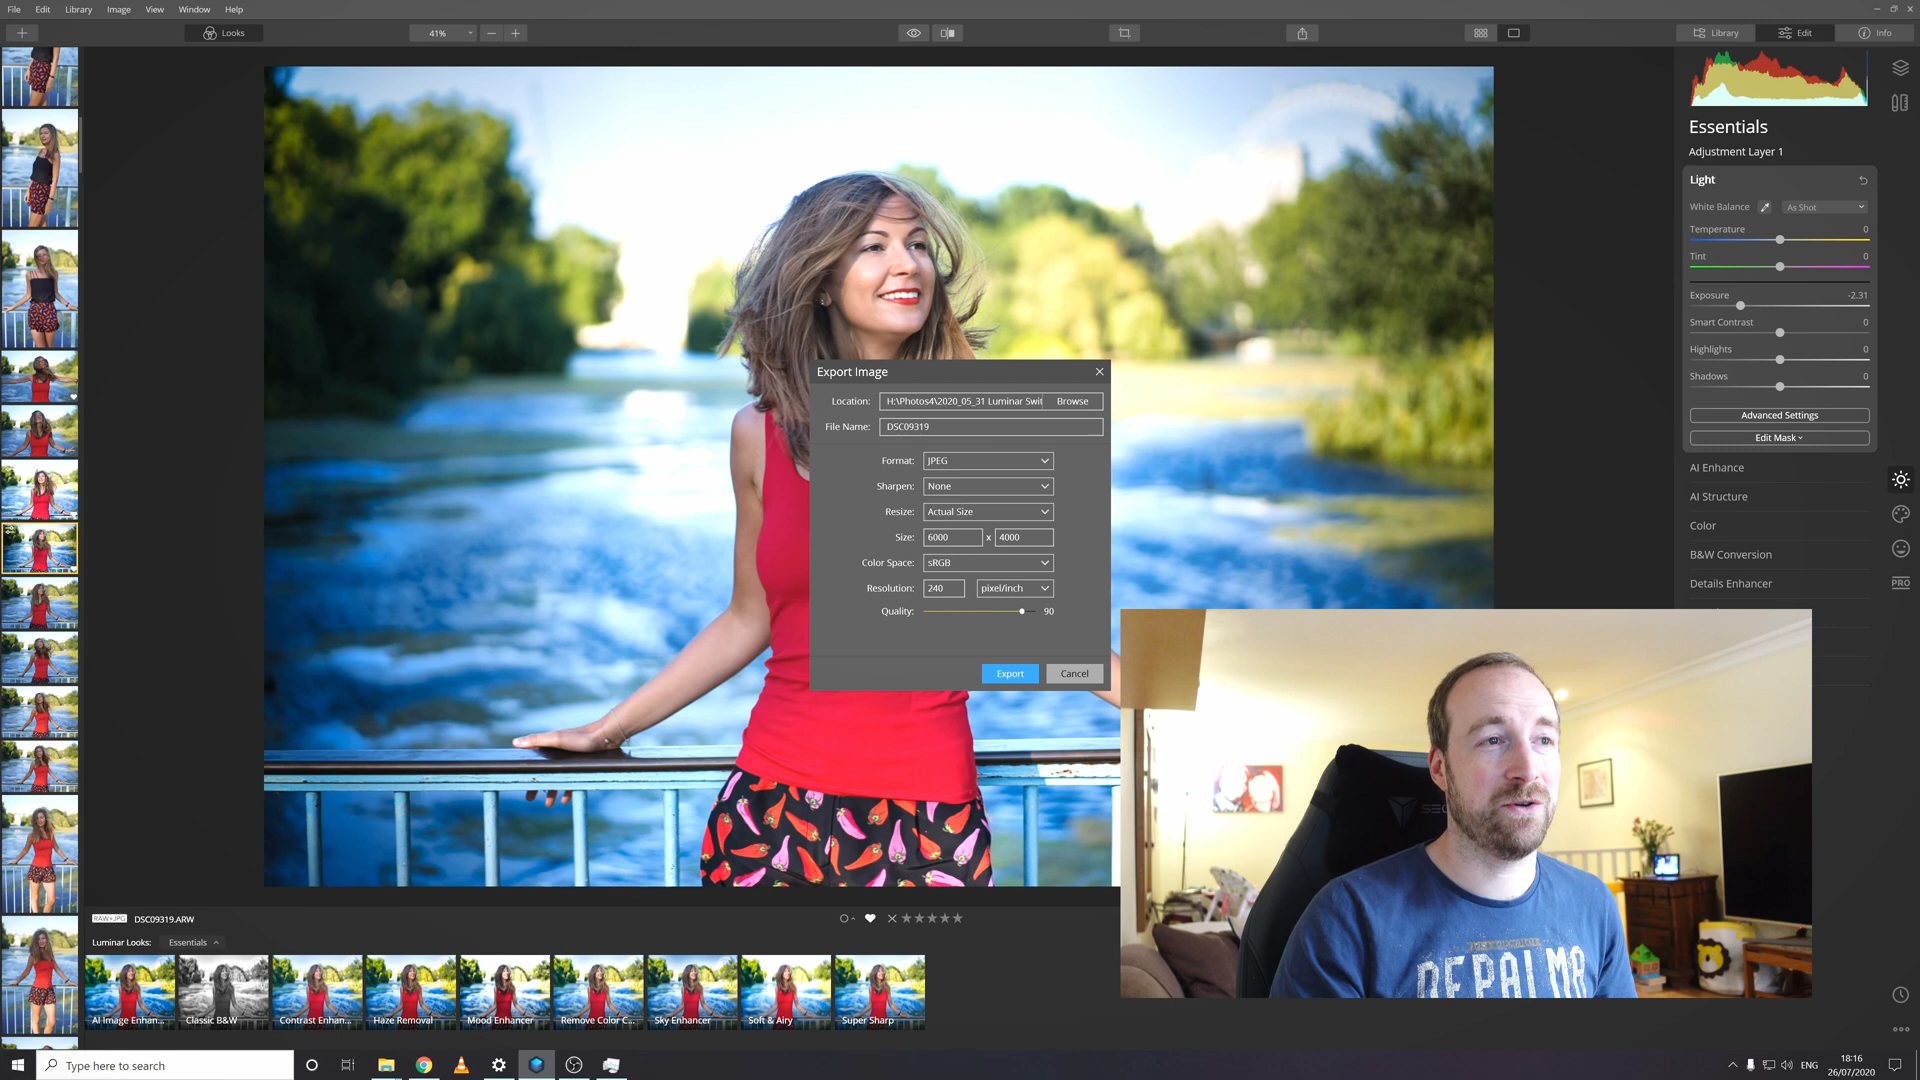 File Edit Library Image View Window Help
Looks
41%
Library
Edit
Info
Essentials
Adjustment Layer 1
Light
White Balance
As Shot
Temperature 0
Tint 0
Exposure -2.31
Smart Contrast 0
Highlights 0
Shadows 0
Advanced Settings
Edit Mask
AI Enhance
AI Structure
Color
B&W Conversion
Details Enhancer
PRO
Export Image
Location: H:\Photos4\2020_05_31 Luminar Swit Browse
File Name: DSC09319
Format: JPEG
Sharpen: None
Resize: Actual Size
Size: 6000 x 4000
Color Space: sRGB
Resolution: 240 pixel/inch
Quality: 90
Export Cancel
DEPALMA
RAW+JPG DSC09319.ARW
Luminar Looks: Essentials
AI Image Enhan...
Classic B&W
Contrast Enhan...
Haze Removal
Mood Enhancer
Remove Color C...
Sky Enhancer
Soft & Airy
Super Sharp
Type here to search
ENG
18:16
26/07/2020